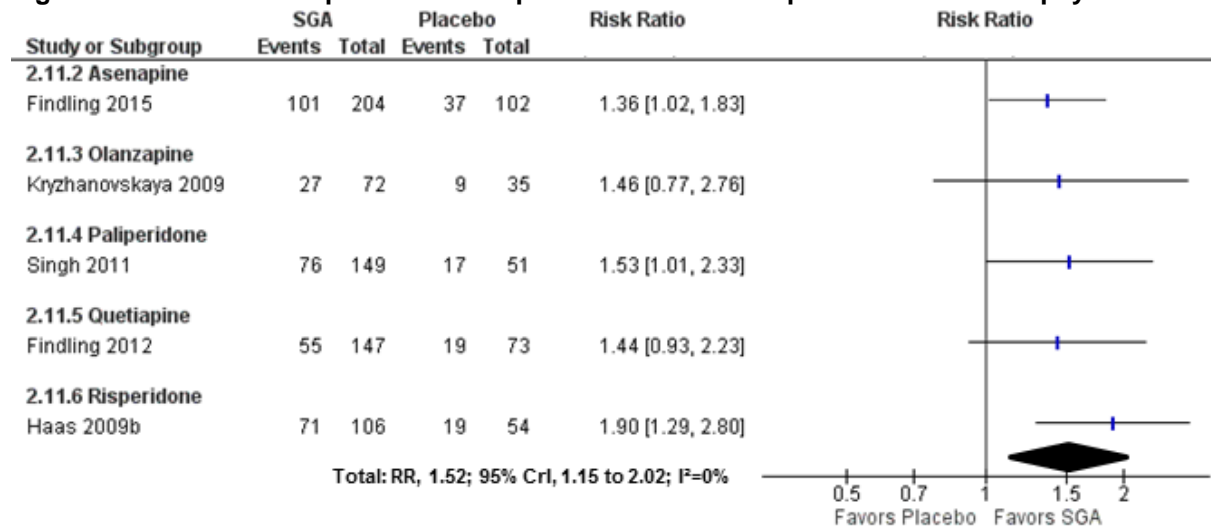 SGA Placebo Risk Ratio Risk Ratio
Study or Subgroup Events Total Events Total
2.11.2 Asenapine
Findling 2015 101 204 37 102 1.36 [1.02, 1.83]
2.11.3 Olanzapine
Kryzhanovskaya 2009 27 72 9 35 1.46 [0.77, 2.76]
2.11.4 Paliperidone
Singh 2011 76 149 17 51 1.53 [1.01, 2.33]
2.11.5 Quetiapine
Findling 2012 55 147 19 73 1.44 [0.93, 2.23]
2.11.6 Risperidone
Haas 2009b 71 106 19 54 1.90 [1.29, 2.80]
Total: RR, 1.52; 95% CrI, 1.15 to 2.02; I²=0%
0.5 0.7 1 1.5 2
Favors Placebo Favors SGA